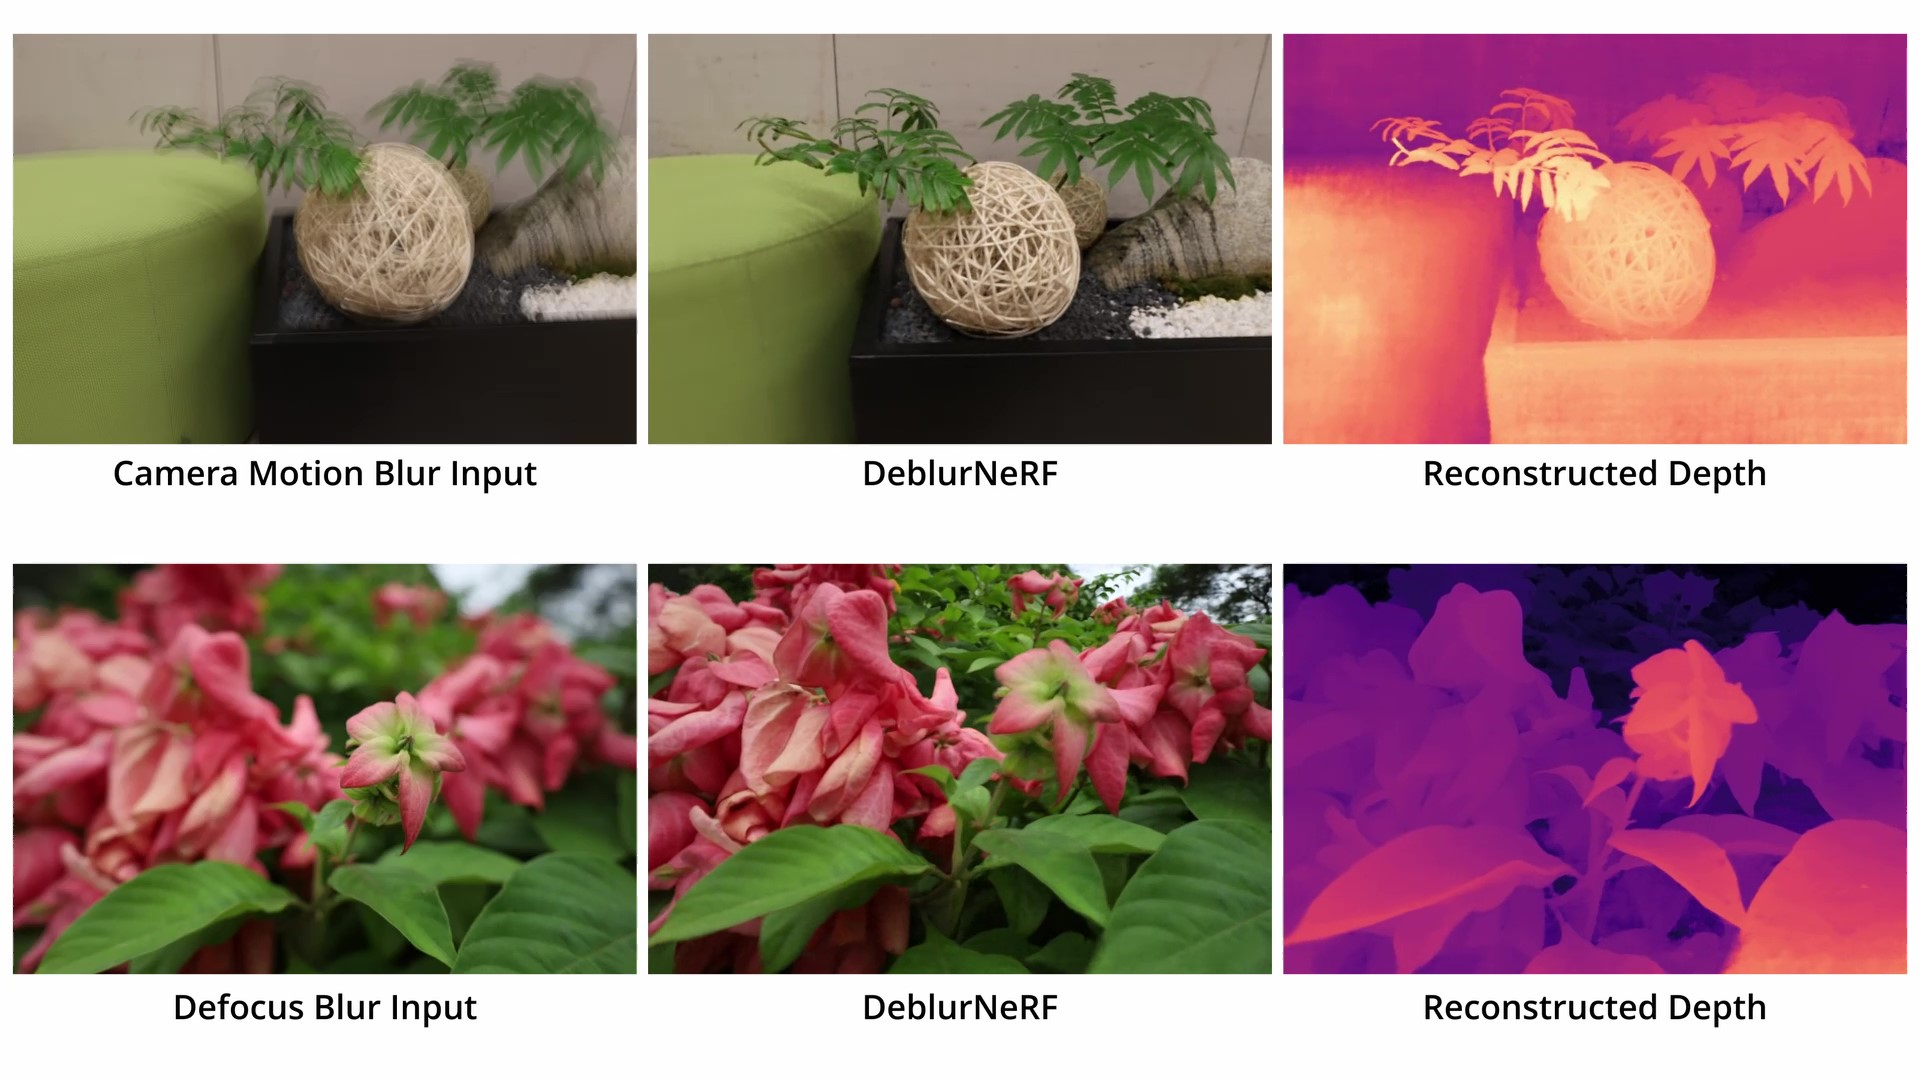 Camera Motion Blur Input
DeblurNeRF
Reconstructed Depth
Defocus Blur Input
DeblurNeRF
Reconstructed Depth